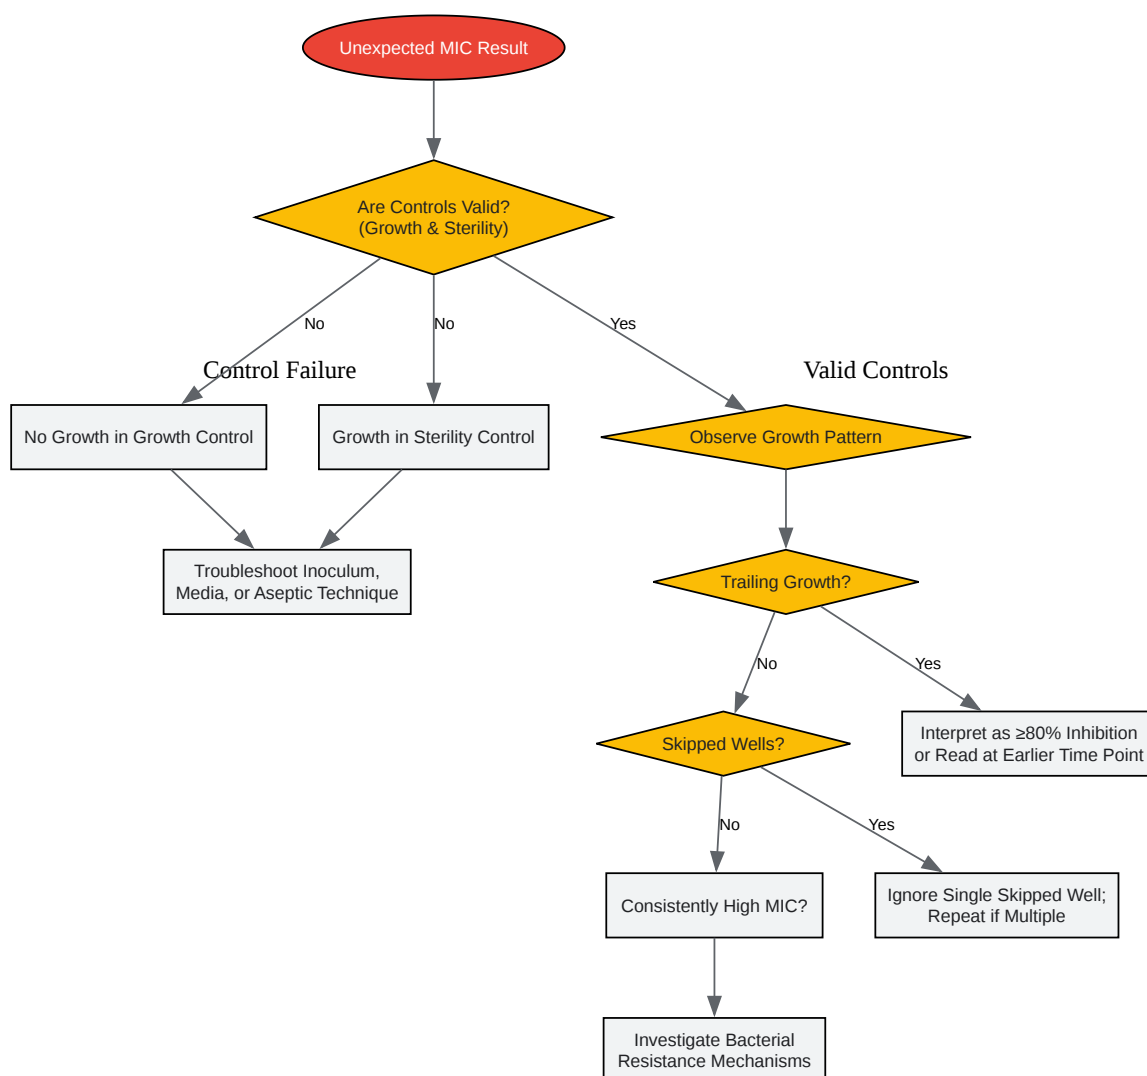 Unexpected MIC Result
Are Controls Valid?
(Growth & Sterility)
No
No
Yes
Control Failure
Valid Controls
No Growth in Growth Control
Growth in Sterility Control
Observe Growth Pattern
Troubleshoot Inoculum,
Media, or Aseptic Technique
Trailing Growth?
No
Yes
Skipped Wells?
Interpret as ≥80% Inhibition
or Read at Earlier Time Point
No
Yes
Consistently High MIC?
Ignore Single Skipped Well;
Repeat if Multiple
Investigate Bacterial
Resistance Mechanisms